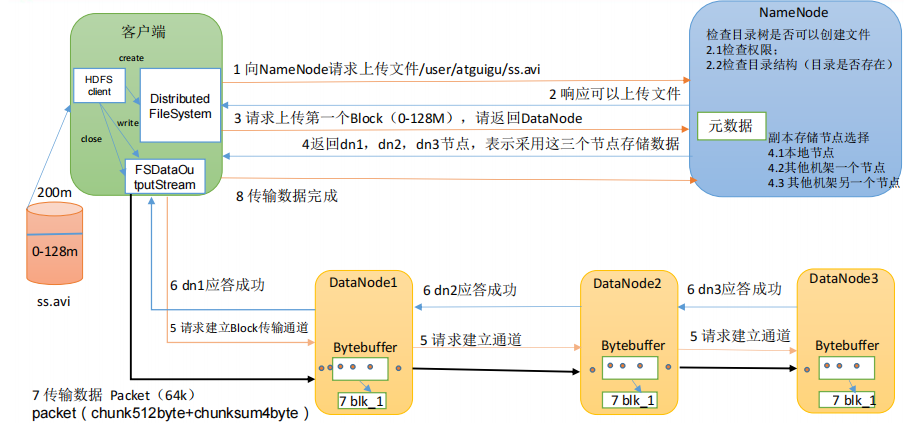 客户端
NameNode
检查目录树是否可以创建文件
2.1检查权限;
2.2检查目录结构(目录是否存在)
create
HDFS
client
Distributed
FileSystem
write
close
FSDataOu
tputStream
1 向NameNode请求上传文件/user/atguigu/ss.avi
2 响应可以上传文件
3 请求上传第一个Block(0-128M),请返回DataNode
4返回dn1,dn2,dn3节点,表示采用这三个节点存储数据
8 传输数据完成
元数据
副本存储节点选择
4.1本地节点
4.2其他机架一个节点
4.3 其他机架另一个节点
200m
0-128m
ss.avi
DataNode1
DataNode2
DataNode3
6 dn1应答成功
6 dn2应答成功
6 dn3应答成功
5 请求建立Block传输通道
5 请求建立通道
5 请求建立通道
Bytebuffer
Bytebuffer
Bytebuffer
7 blk_1
7 blk_1
7 blk_1
7 传输数据 Packet(64k)
packet(chunk512byte+chunksum4byte)